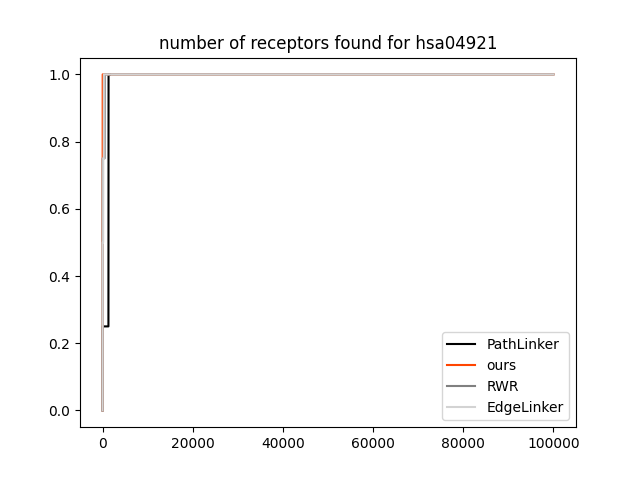 number of receptors found for hsa04921
1.0
0.8
0.6
0.4
0.2
0.0
PathLinker
ours
RWR
EdgeLinker
0 20000 40000 60000 80000 100000